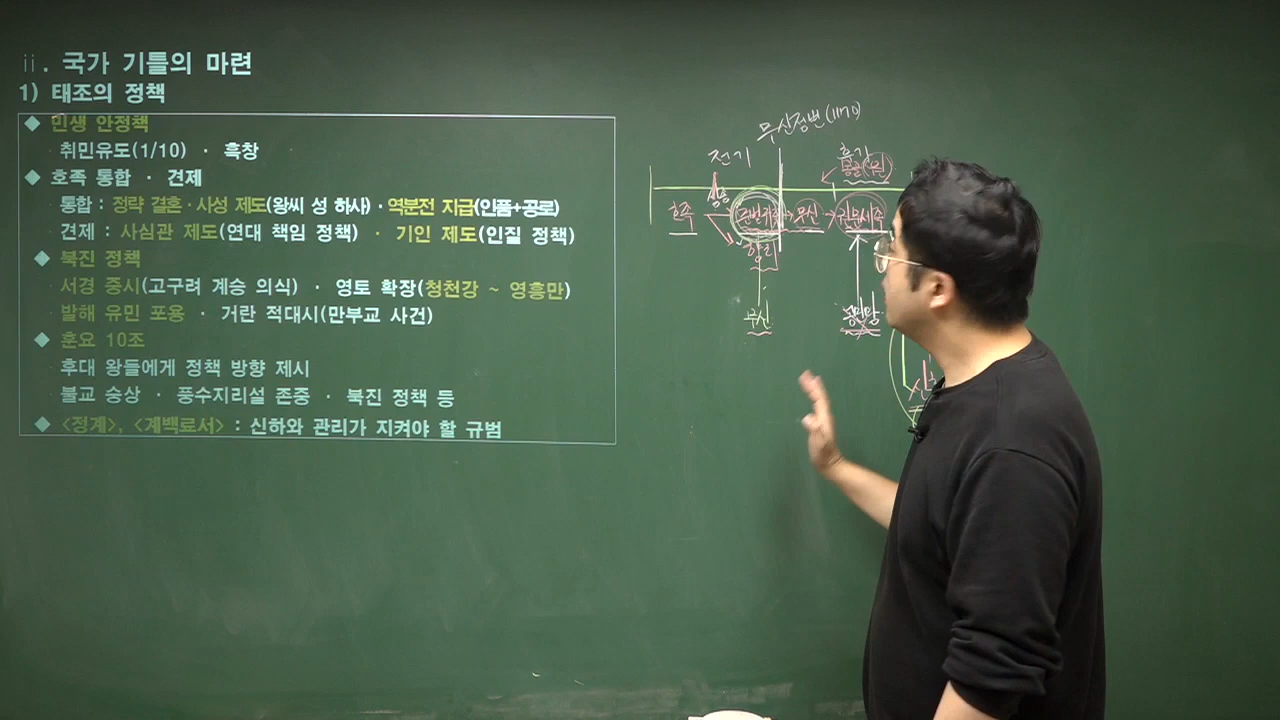 ⅱ. 국가 기틀의 마련
1) 태조의 정책
◆ 민생 안정책
· 취민유도(1/10) · 흑창
◆ 호족 통합 · 견제
· 통합 : 정략 결혼 · 사성 제도(왕씨 성 하사) · 역분전 지급(인품+공로)
· 견제 : 사심관 제도(연대 책임 정책) · 기인 제도(인질 정책)
◆ 북진 정책
· 서경 중시(고구려 계승 의식) · 영토 확장(청천강 ~ 영흥만)
· 발해 유민 포용 · 거란 적대시(만부교 사건)
◆ 훈요 10조
· 후대 왕들에게 정책 방향 제시
· 불교 숭상 · 풍수지리설 존중 · 북진 정책 등
◆ <정계>, <계백료서> : 신하와 관리가 지켜야 할 규범
무신정변(1170)
전기
후기
몽골(원)
호족
무신
권문세족
향리